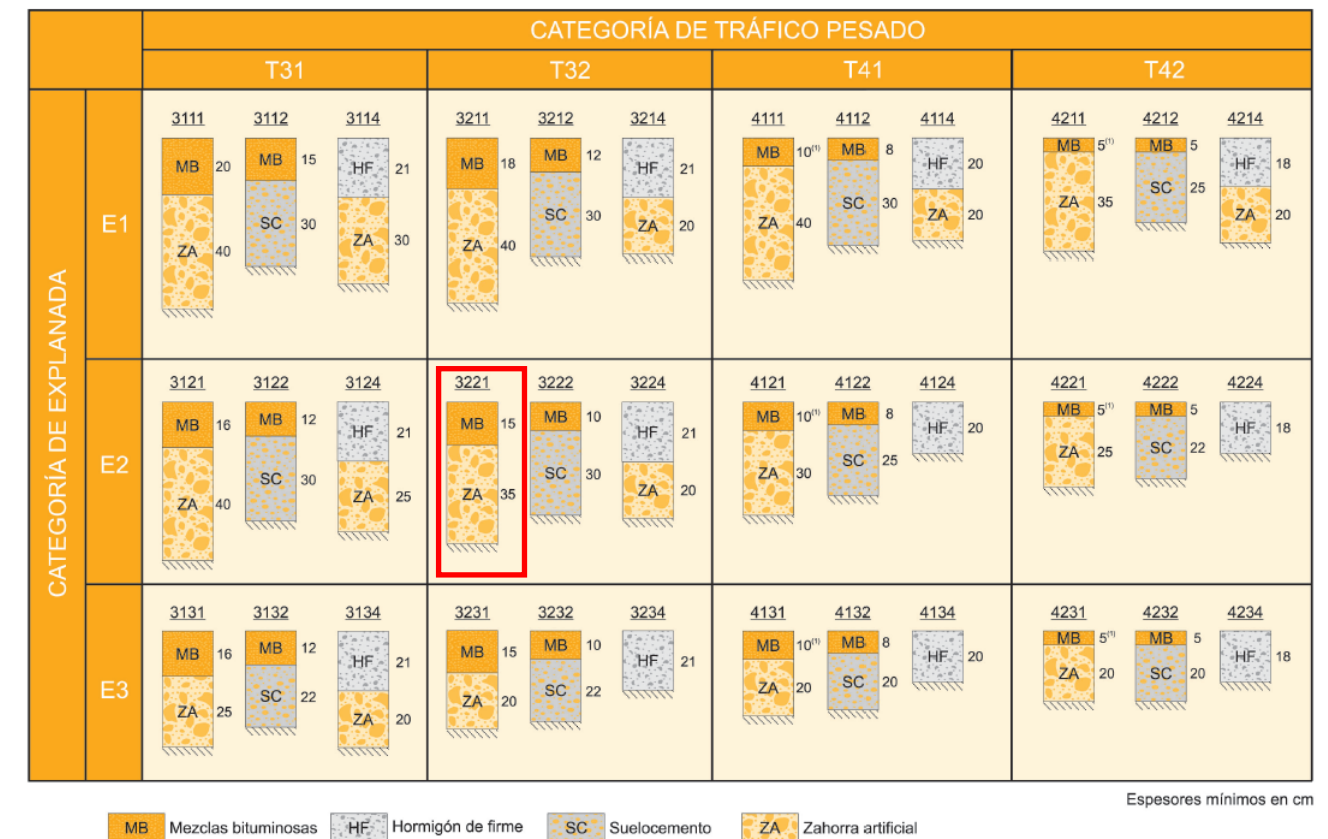 CATEGORÍA DE TRÁFICO PESADO
T31 T32 T41 T42
CATEGORÍA DE EXPLANADA
E1
3111 3112 3114 3211 3212 3214 4111 4112 4114 4211 4212 4214
MB 20 MB 15 HF 21 MB 18 MB 12 HF 21 MB 10(1) MB 8 HF 20 MB 5(1) MB 5 HF 18
ZA 40 SC 30 ZA 30 ZA 40 SC 30 ZA 20 ZA 40 SC 30 ZA 20 ZA 35 SC 25 ZA 20
E2
3121 3122 3124 3221 3222 3224 4121 4122 4124 4221 4222 4224
MB 16 MB 12 HF 21 MB 15 MB 10 HF 21 MB 10(1) MB 8 HF 20 MB 5(1) MB 5 HF 18
ZA 40 SC 30 ZA 25 ZA 35 SC 30 ZA 20 ZA 30 SC 25 ZA 25 SC 22
E3
3131 3132 3134 3231 3232 3234 4131 4132 4134 4231 4232 4234
MB 16 MB 12 HF 21 MB 15 MB 10 HF 21 MB 10(1) MB 8 HF 20 MB 5(1) MB 5 HF 18
ZA 25 SC 22 ZA 20 ZA 20 SC 22 ZA 20 SC 20 ZA 20 SC 20
Espesores mínimos en cm
MB Mezclas bituminosas HF Hormigón de firme SC Suelocemento ZA Zahorra artificial